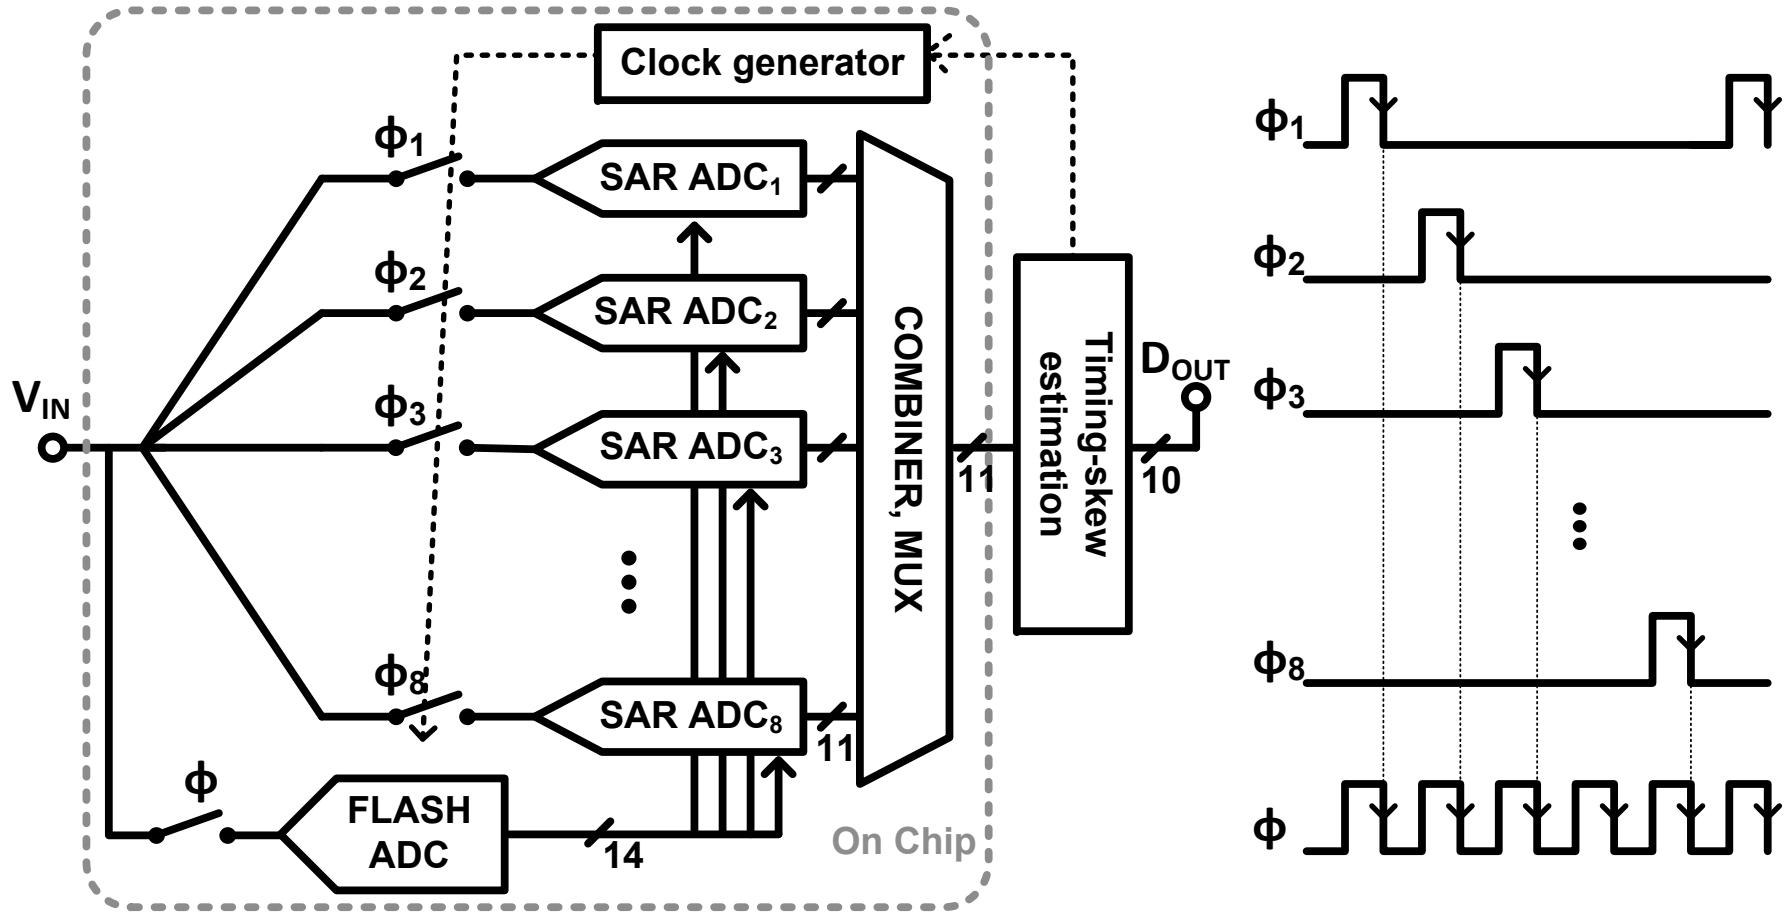 Clock generator
ϕ1
SAR ADC1
ϕ2
SAR ADC2
ϕ3
SAR ADC3
ϕ8
SAR ADC8
11
VIN
ϕ
FLASH
ADC
14
COMBINER, MUX
11
Timing-skew
estimation
10
DOUT
On Chip
ϕ1
ϕ2
ϕ3
ϕ8
ϕ